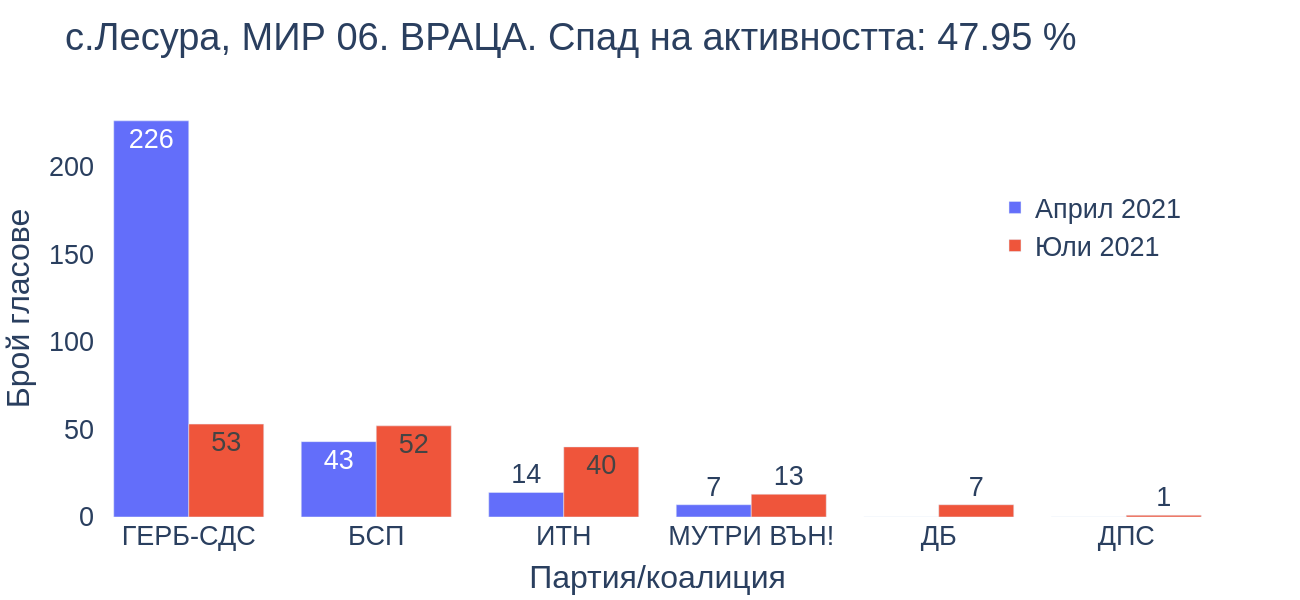 с.Лесура, МИР 06. ВРАЦА. Спад на активността: 47.95 %
Брой гласове
200
150
100
50
0
226
53
43
52
14
40
7
13
7
1
Април 2021
Юли 2021
ГЕРБ-СДС
БСП
ИТН
МУТРИ ВЪН!
ДБ
ДПС
Партия/коалиция